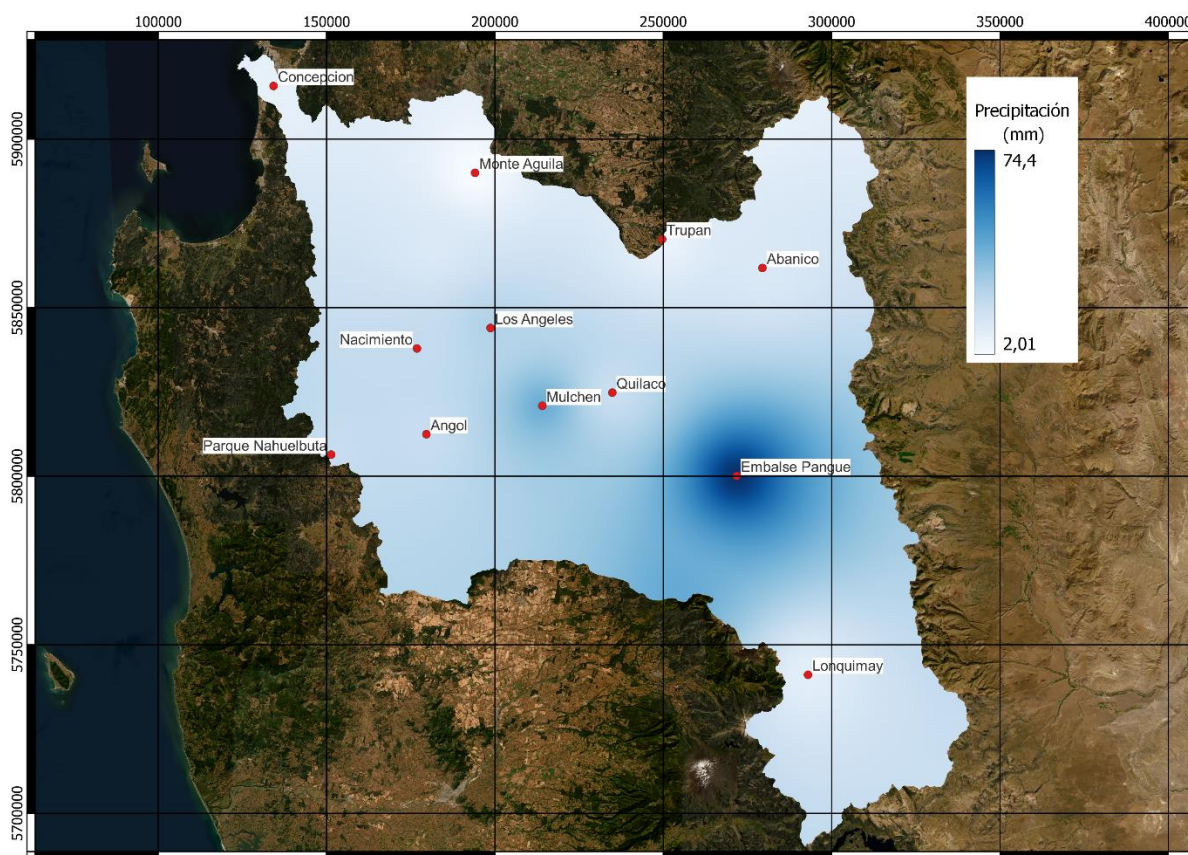 100000
150000
200000
250000
300000
350000
400000
5900000
5850000
5800000
5750000
5700000
Concepcion
Monte Aguila
Trupan
Abanico
Los Angeles
Nacimiento
Quilaco
Mulchen
Angol
Parque Nahuelbuta
Embalse Pangue
Lonquimay
Precipitación
(mm)
74,4
2,01